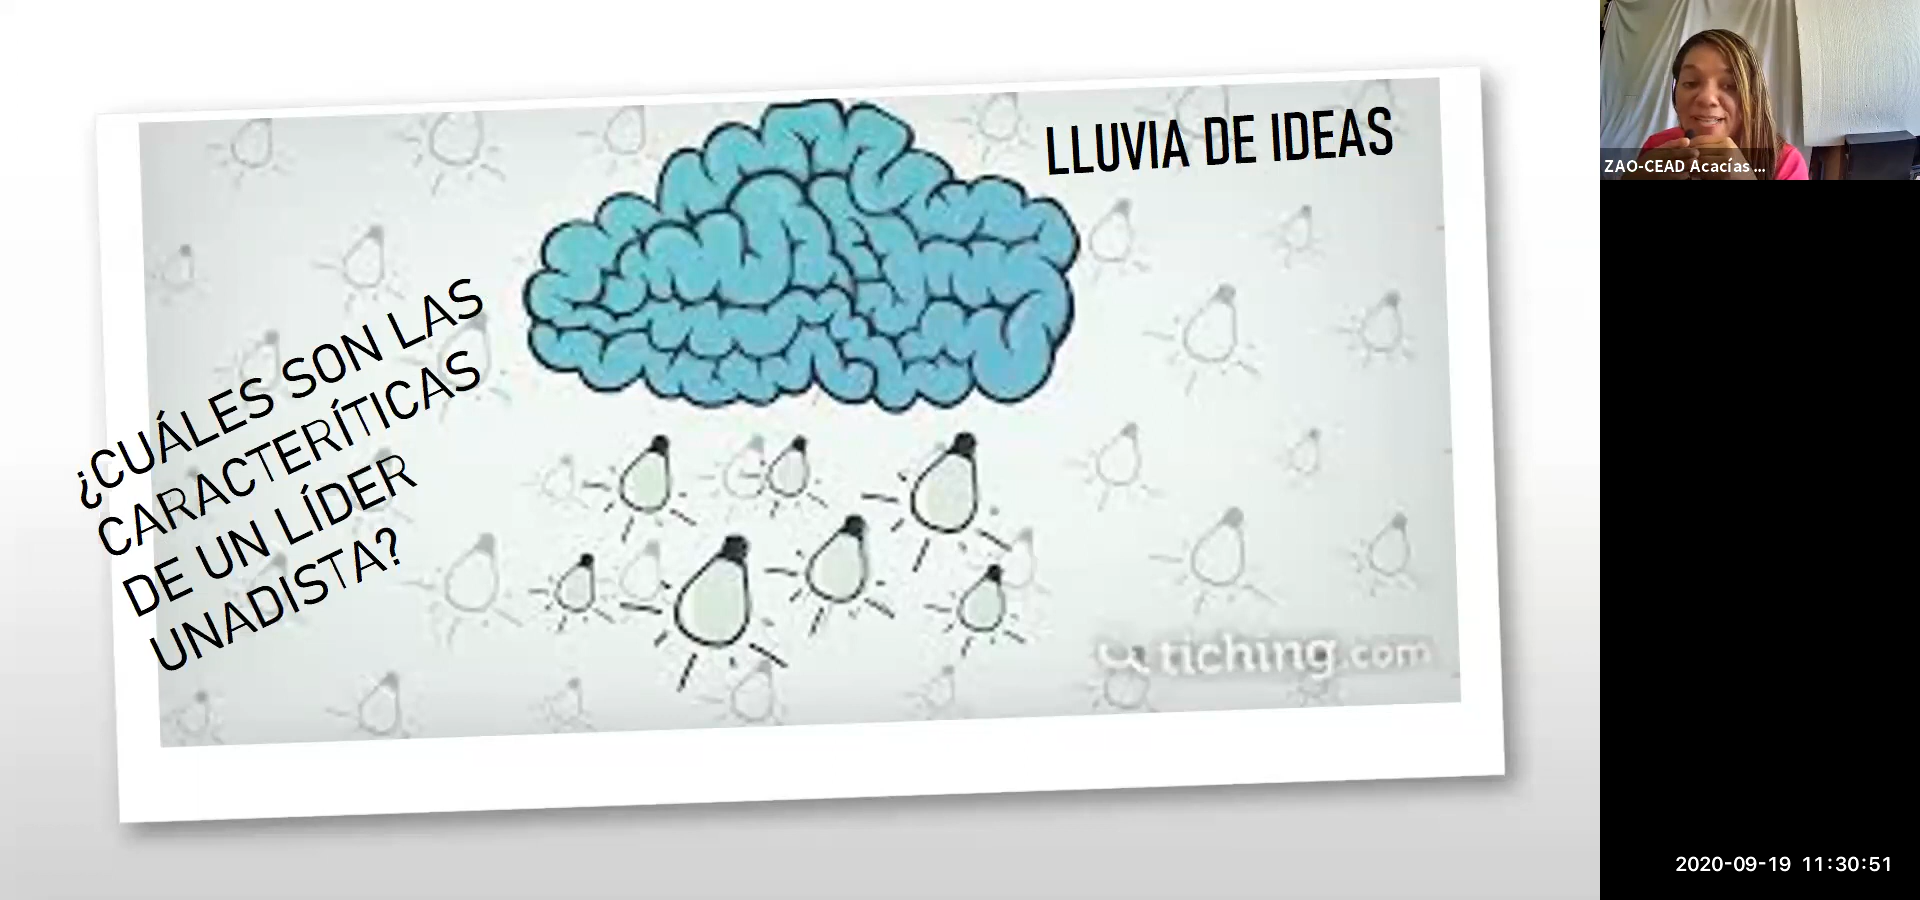 LLUVIA DE IDEAS
¿CUÁLES SON LAS
CARACTERÍTICAS
DE UN LÍDER
UNADISTA?
tiching.com
ZAO-CEAD Acacías ...
2020-09-19 11:30:51